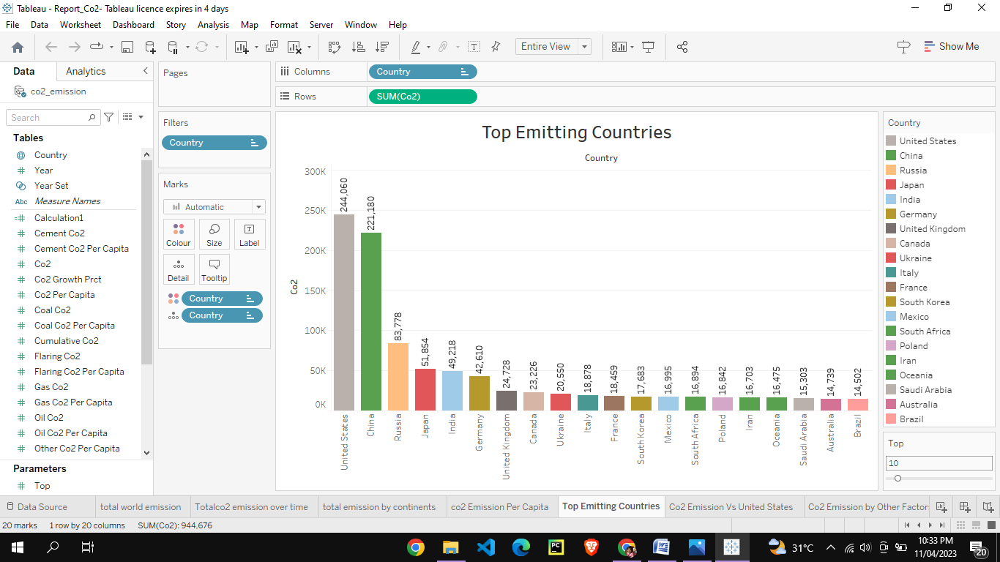 Tableau - Report_Co2- Tableau licence expires in 4 days
File Data Worksheet Dashboard Story Analysis Map Format Server Window Help
Entire View
Show Me
Data Analytics
co2_emission
Search
Tables
Country
Year
Year Set
Abc Measure Names
Calculation1
Cement Co2
Cement Co2 Per Capita
Co2
Co2 Growth Prct
Co2 Per Capita
Coal Co2
Coal Co2 Per Capita
Cumulative Co2
Flaring Co2
Flaring Co2 Per Capita
Gas Co2
Gas Co2 Per Capita
Oil Co2
Oil Co2 Per Capita
Other Co2 Per Capita
Parameters
Top
Pages
Filters
Country
Marks
Automatic
Colour Size Label
Detail Tooltip
Country
Country
Columns Country
Rows SUM(Co2)
Top Emitting Countries
Country
Co2
300K
250K
200K
150K
100K
50K
0K
244,060
221,180
83,778
51,854
49,218
42,610
24,728
23,226
20,550
18,878
18,459
17,683
16,995
16,894
16,842
16,703
16,475
15,303
14,739
14,502
United States
China
Russia
Japan
India
Germany
United Kingdom
Canada
Ukraine
Italy
France
South Korea
Mexico
South Africa
Poland
Iran
Oceania
Saudi Arabia
Australia
Brazil
Country
United States
China
Russia
Japan
India
Germany
United Kingdom
Canada
Ukraine
Italy
France
South Korea
Mexico
South Africa
Poland
Iran
Oceania
Saudi Arabia
Australia
Brazil
Top
10
Data Source total world emission Totalco2 emission over time total emission by continents co2 Emission Per Capita Top Emitting Countries Co2 Emission Vs United States Co2 Emission by Other Factor
20 marks 1 row by 20 columns SUM(Co2): 944,676
PC
31°C
10:33 PM
11/04/2023
20